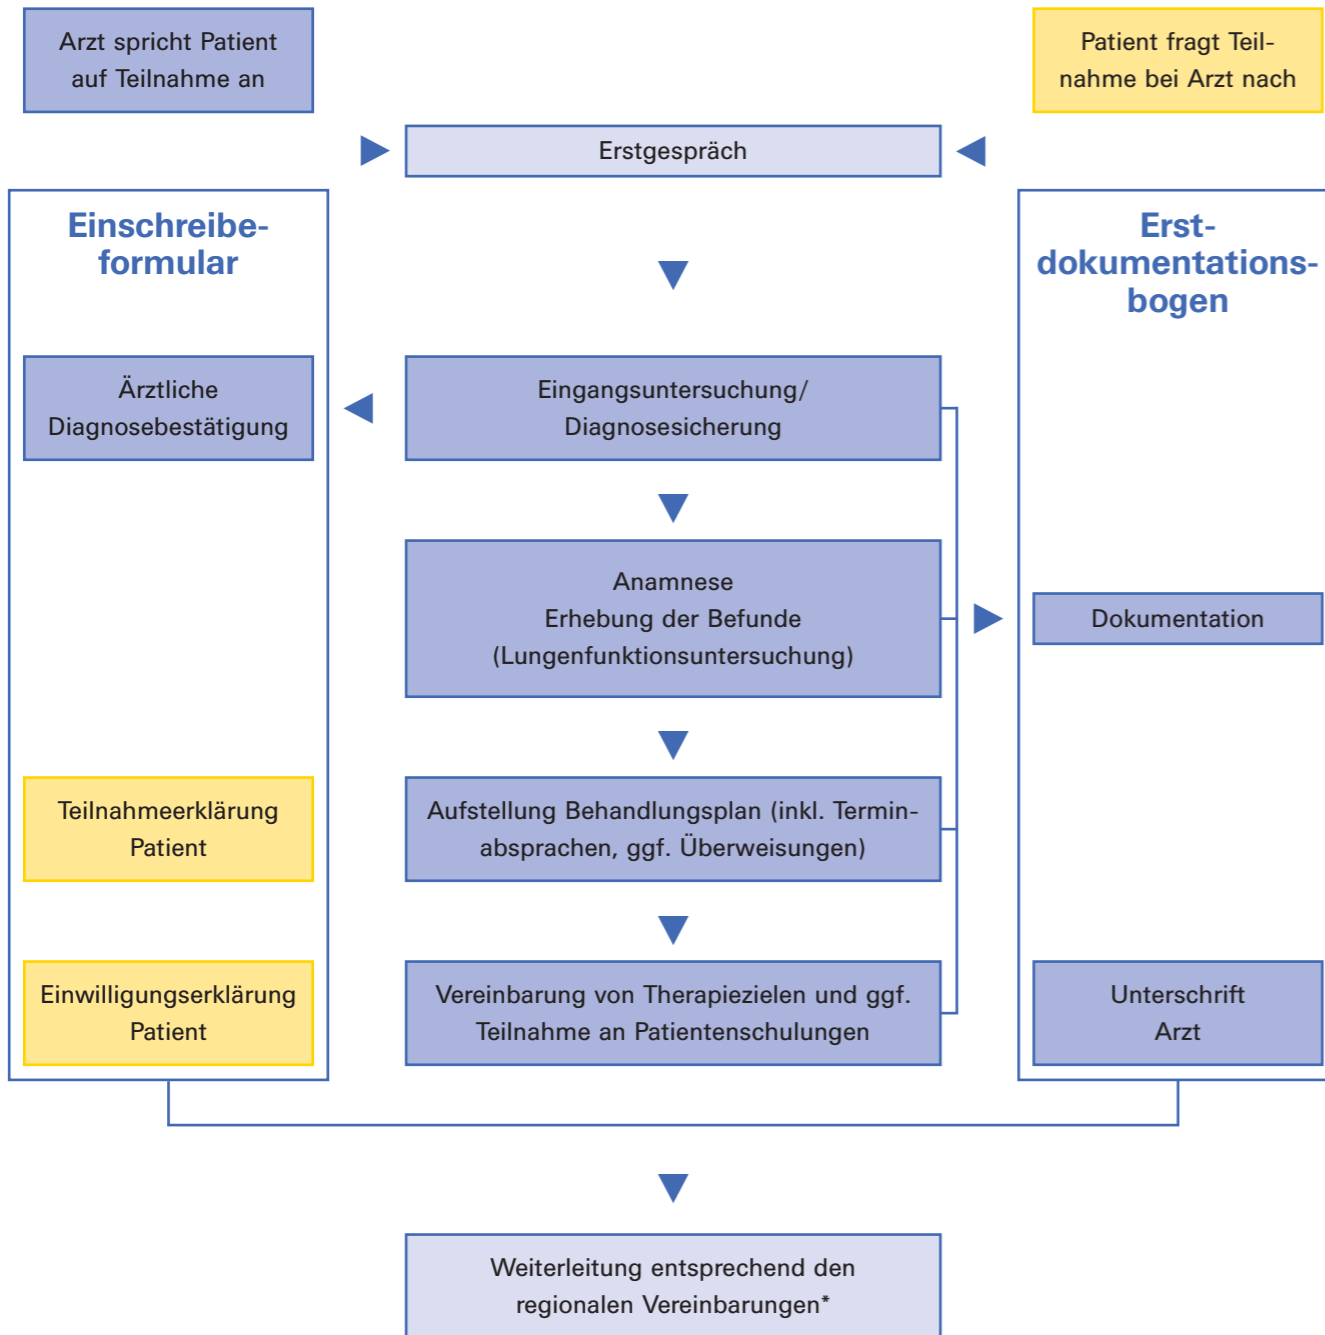 Arzt spricht Patient
auf Teilnahme an
Patient fragt Teil-
nahme bei Arzt nach
Erstgespräch
Einschreibe-
formular
Erst-
dokumentations-
bogen
Ärztliche
Diagnosebestätigung
Eingangsuntersuchung/
Diagnosesicherung
Anamnese
Erhebung der Befunde
(Lungenfunktionsuntersuchung)
Dokumentation
Teilnahmeerklärung
Patient
Aufstellung Behandlungsplan (inkl. Termin-
absprachen, ggf. Überweisungen)
Einwilligungserklärung
Patient
Vereinbarung von Therapiezielen und ggf.
Teilnahme an Patientenschulungen
Unterschrift
Arzt
Weiterleitung entsprechend den
regionalen Vereinbarungen*